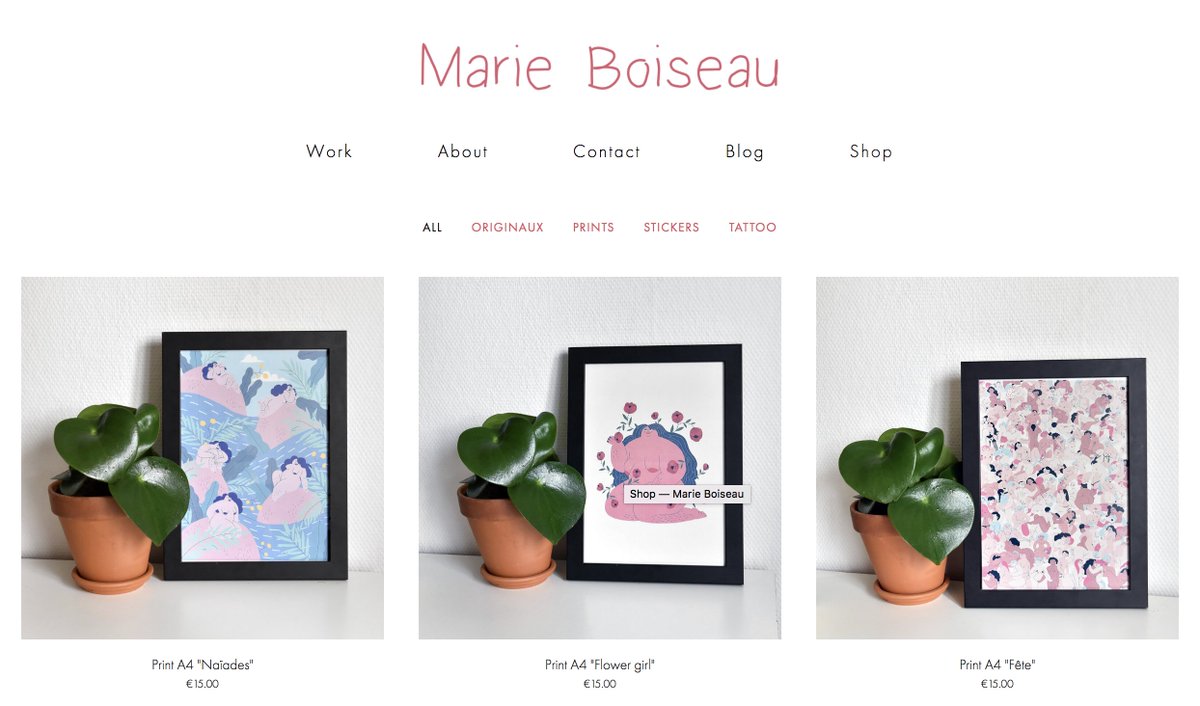 Marie Boiseau
Work About Contact Blog Shop
ALL ORIGINAUX PRINTS STICKERS TATTOO
Shop — Marie Boiseau
Print A4 "Naïades"
€15.00
Print A4 "Flower girl"
€15.00
Print A4 "Fête"
€15.00